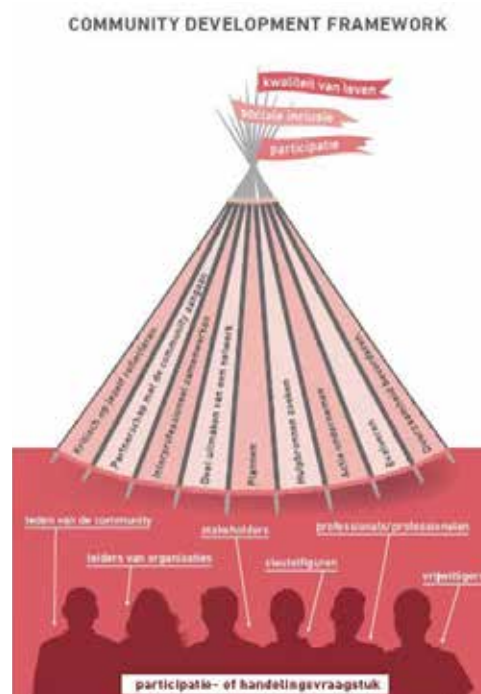 COMMUNITY DEVELOPMENT FRAMEWORK
kwaliteit van leven
sociale inclusie
participatie
Kritisch op jezelf reflecteren
Partnerschap met de community aangaan
Interprofessioneel samenwerken
Deel uitmaken van een netwerk
Plannen
Hulpbronnen zoeken
Actie ondernemen
Evalueren
Duurzaamheid bevorderen
leden van de community
leiders van organisaties
stakeholders
sleutelfiguren
professionals/professionalen
vrijwilligers
participatie- of handelingsvraagstuk